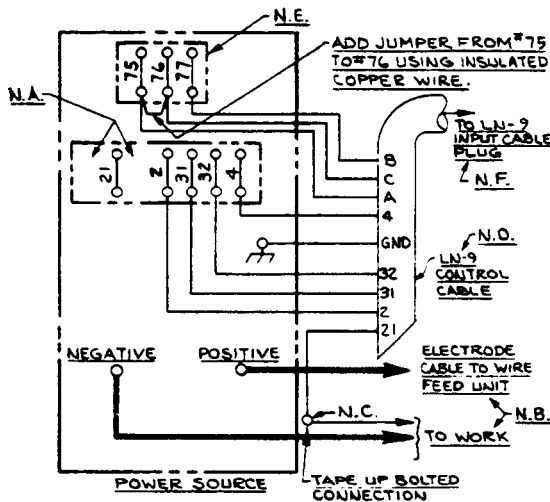 N.E.
75 76 77
ADD JUMPER FROM #75
TO #76 USING INSULATED
COPPER WIRE.
N.A.
21 2 31 32 4
TO LN-9
INPUT CABLE
PLUG
N.F.
B
C
A
4
GND
32
31
2
21
N.D.
LN-9
CONTROL
CABLE
NEGATIVE
POSITIVE
ELECTRODE
CABLE TO WIRE
FEED UNIT
N.B.
N.C.
TO WORK
TAPE UP BOLTED
CONNECTION
POWER SOURCE